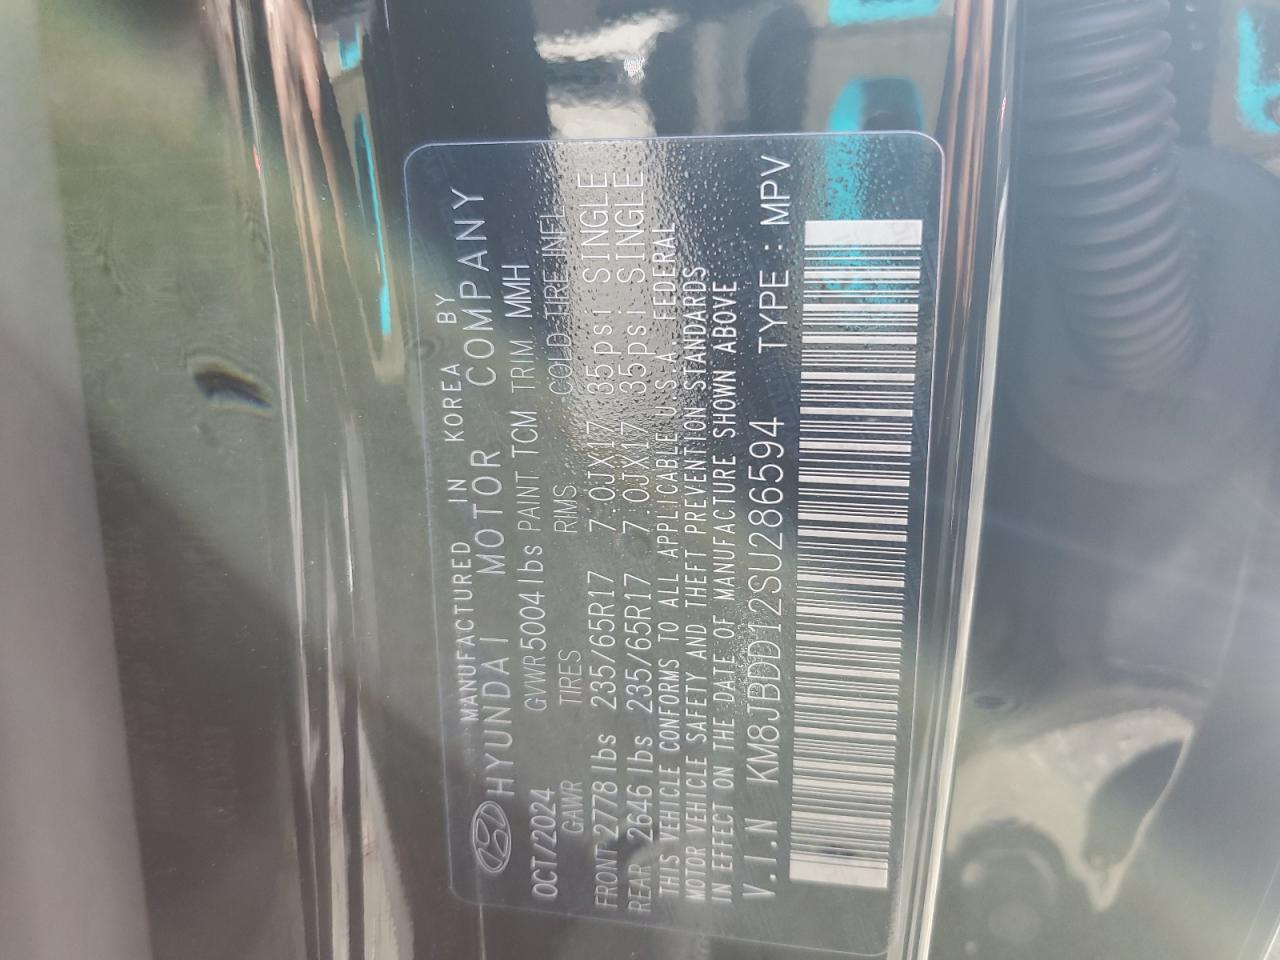 MANUFACTURED IN KOREA BY
HYUNDAI MOTOR COMPANY
OCT/2024 GVWR 5004lbs PAINT TCM TRIM MMH
GAWR TIRES RIMS COLD TIRE INFL
FRONT 2778 lbs 235/65R17 7.0JX17 35psi SINGLE
REAR 2646 lbs 235/65R17 7.0JX17 35psi SINGLE
THIS VEHICLE CONFORMS TO ALL APPLICABLE U.S.A FEDERAL
MOTOR VEHICLE SAFETY AND THEFT PREVENTION STANDARDS
IN EFFECT ON THE DATE OF MANUFACTURE SHOWN ABOVE
V.I.N KM8JBDD12SU286594 TYPE : MPV